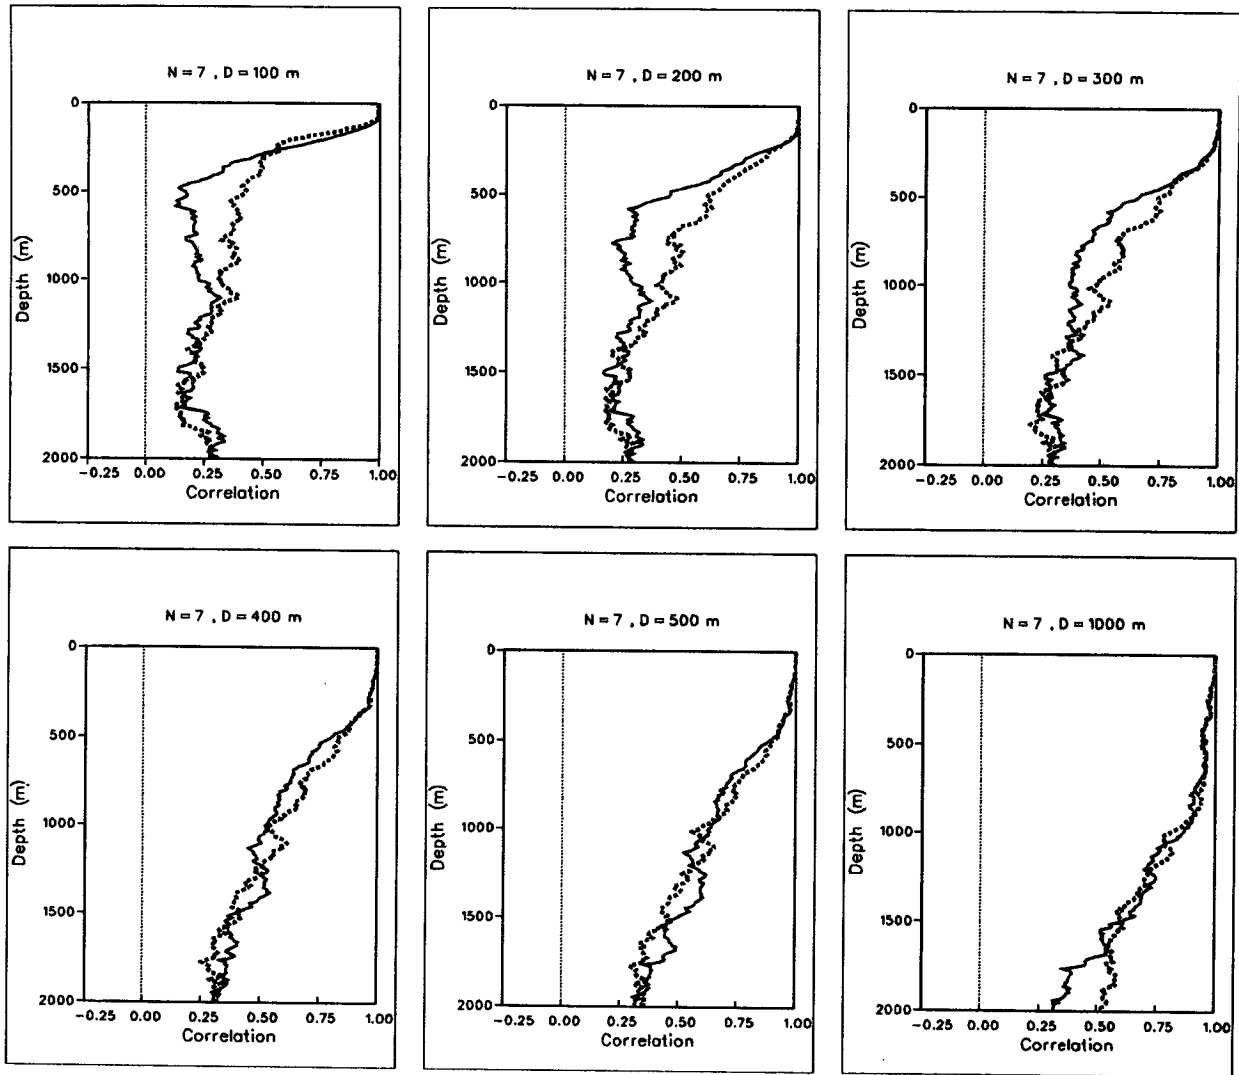 N = 7 , D = 100 m
0
500
1000
1500
2000
Depth (m)
-0.25 0.00 0.25 0.50 0.75 1.00
Correlation
N = 7 , D = 200 m
0
500
1000
1500
2000
Depth (m)
-0.25 0.00 0.25 0.50 0.75 1.00
Correlation
N = 7 , D = 300 m
0
500
1000
1500
2000
Depth (m)
-0.25 0.00 0.25 0.50 0.75 1.00
Correlation
N = 7 , D = 400 m
0
500
1000
1500
2000
Depth (m)
-0.25 0.00 0.25 0.50 0.75 1.00
Correlation
N = 7 , D = 500 m
0
500
1000
1500
2000
Depth (m)
-0.25 0.00 0.25 0.50 0.75 1.00
Correlation
N = 7 , D = 1000 m
0
500
1000
1500
2000
Depth (m)
-0.25 0.00 0.25 0.50 0.75 1.00
Correlation